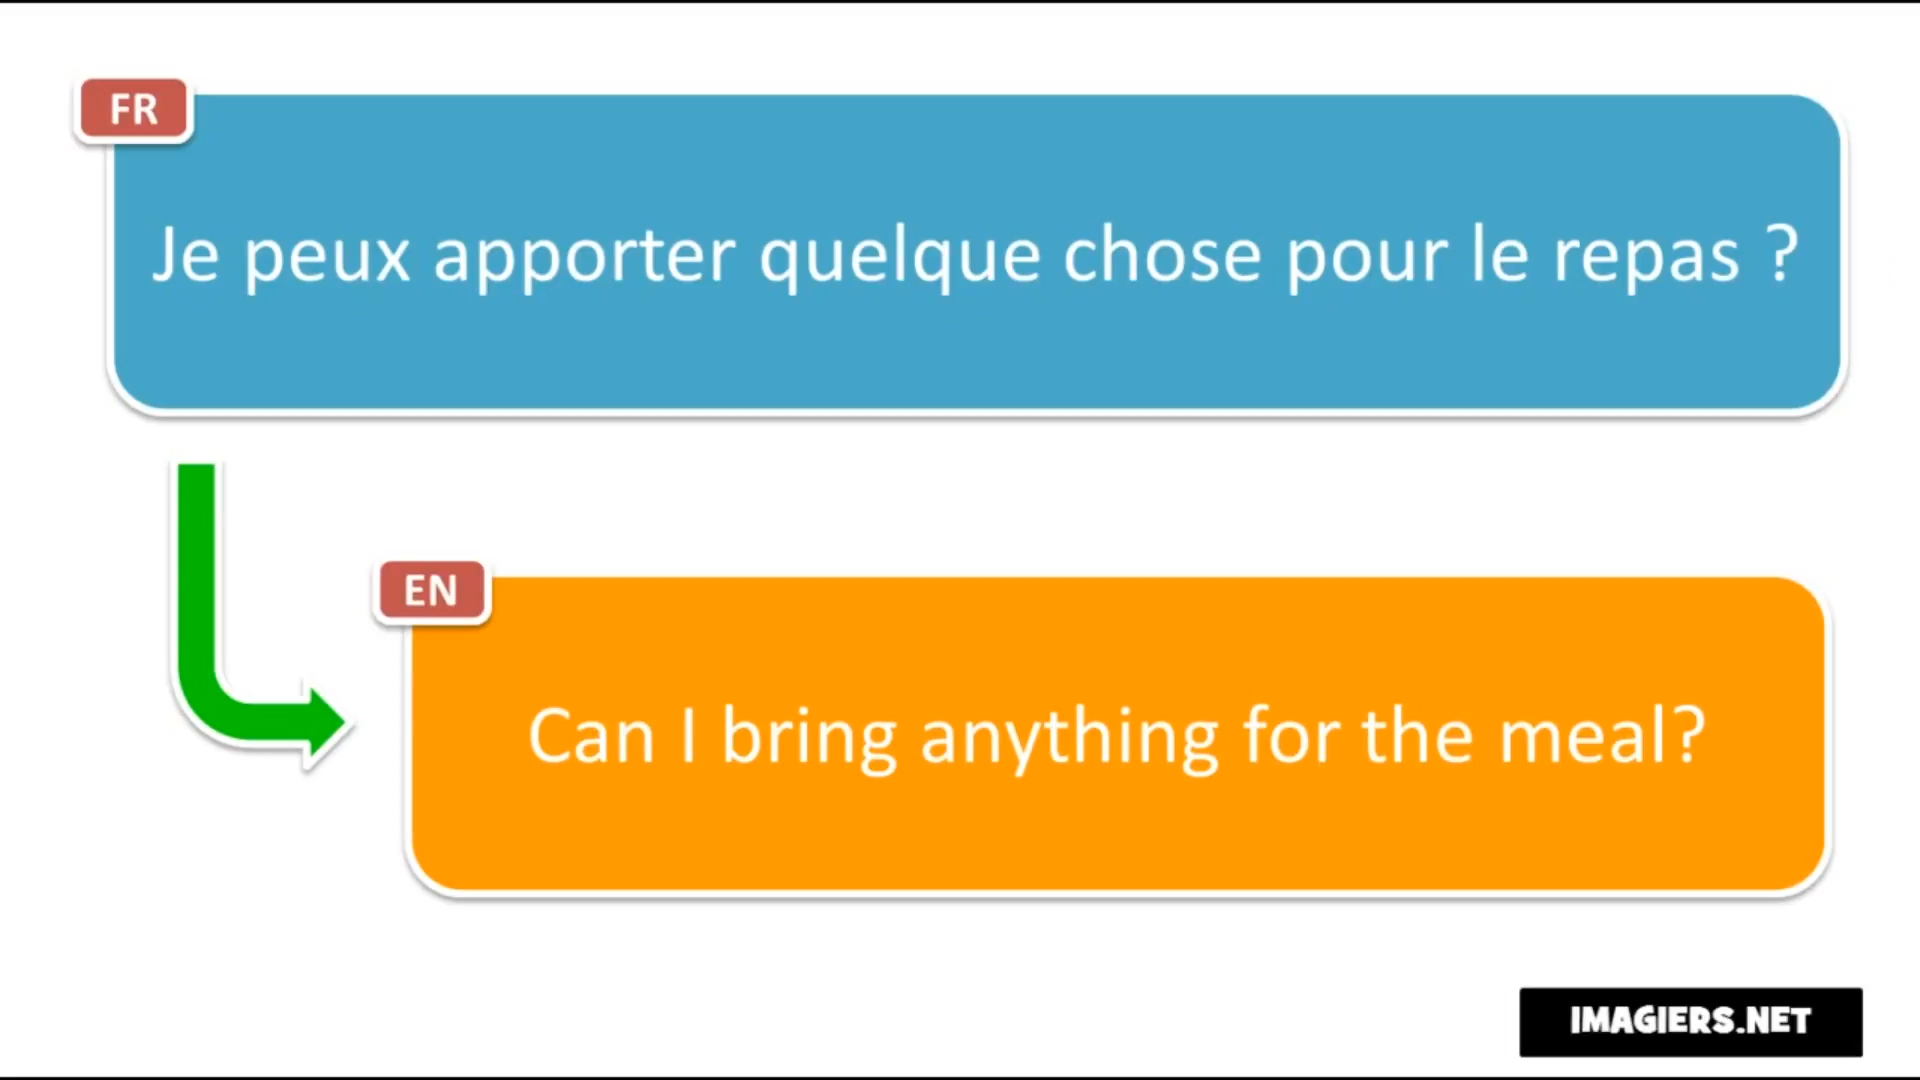 FR
Je peux apporter quelque chose pour le repas ?
EN
Can I bring anything for the meal?
IMAGIERS.NET